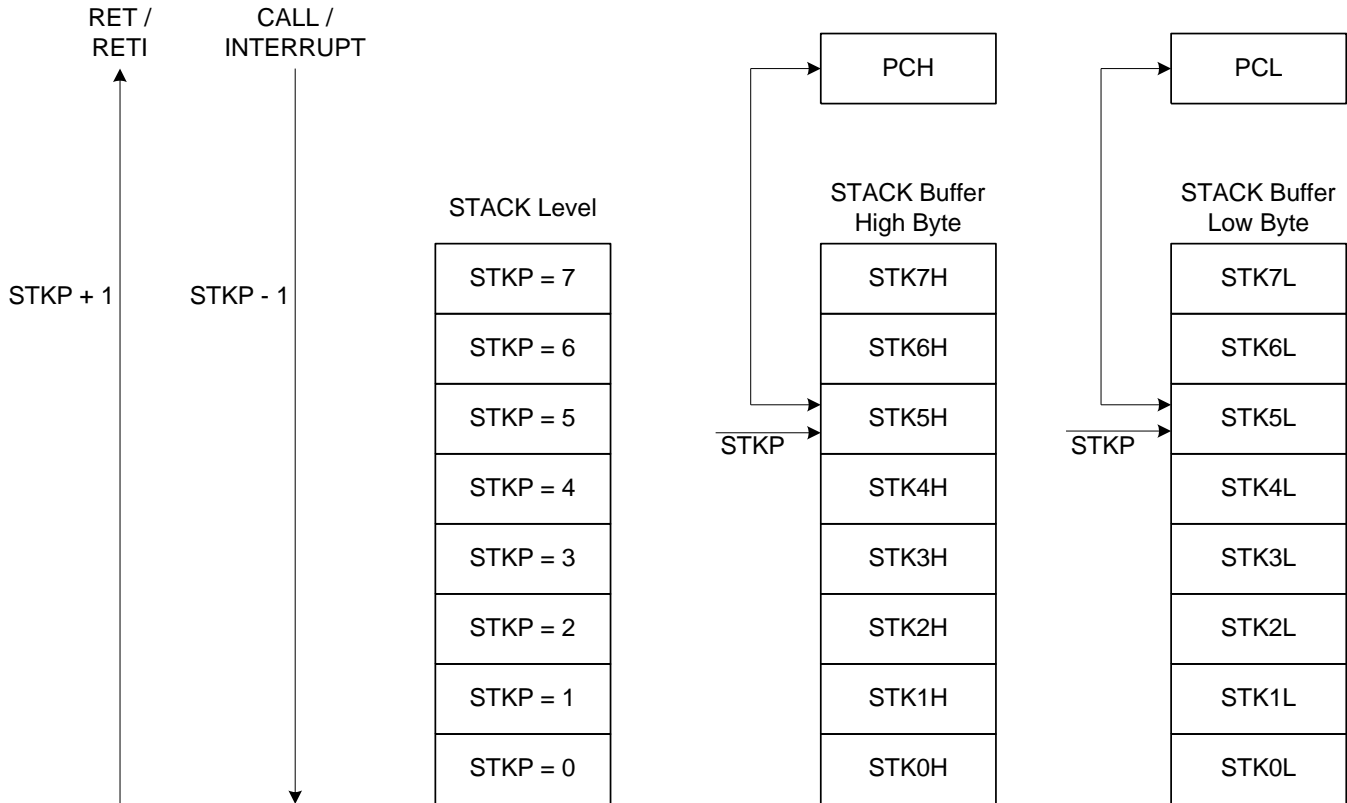 RET /
RETI
CALL /
INTERRUPT
PCH
PCL
STACK Level
STACK Buffer
High Byte
STACK Buffer
Low Byte
STKP + 1
STKP - 1
STKP = 7
STK7H
STK7L
STKP = 6
STK6H
STK6L
STKP = 5
STK5H
STK5L
STKP
STKP
STKP = 4
STK4H
STK4L
STKP = 3
STK3H
STK3L
STKP = 2
STK2H
STK2L
STKP = 1
STK1H
STK1L
STKP = 0
STK0H
STK0L